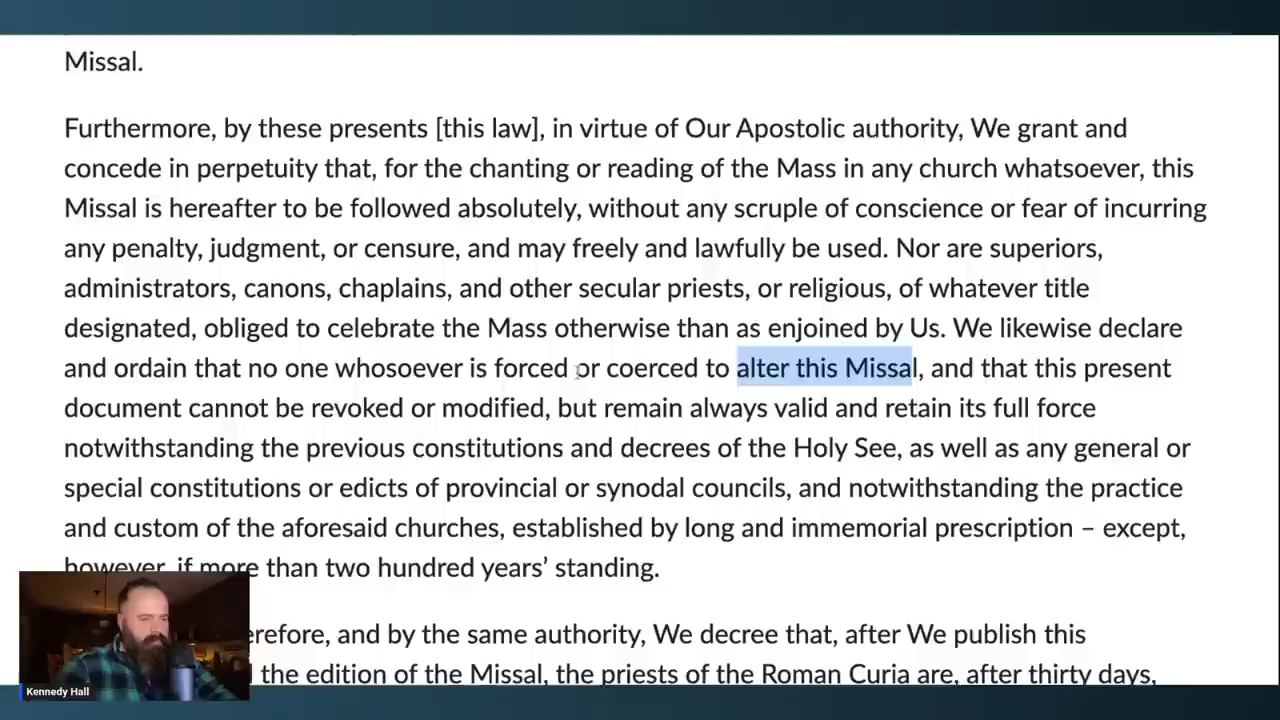 Missal.
Furthermore, by these presents [this law], in virtue of Our Apostolic authority, We grant and
concede in perpetuity that, for the chanting or reading of the Mass in any church whatsoever, this
Missal is hereafter to be followed absolutely, without any scruple of conscience or fear of incurring
any penalty, judgment, or censure, and may freely and lawfully be used. Nor are superiors,
administrators, canons, chaplains, and other secular priests, or religious, of whatever title
designated, obliged to celebrate the Mass otherwise than as enjoined by Us. We likewise declare
and ordain that no one whosoever is forced or coerced to alter this Missal, and that this present
document cannot be revoked or modified, but remain always valid and retain its full force
notwithstanding the previous constitutions and decrees of the Holy See, as well as any general or
special constitutions or edicts of provincial or synodal councils, and notwithstanding the practice
and custom of the aforesaid churches, established by long and immemorial prescription – except,
however, if more than two hundred years’ standing.
erefore, and by the same authority, We decree that, after We publish this
the edition of the Missal, the priests of the Roman Curia are, after thirty days,
Kennedy Hall